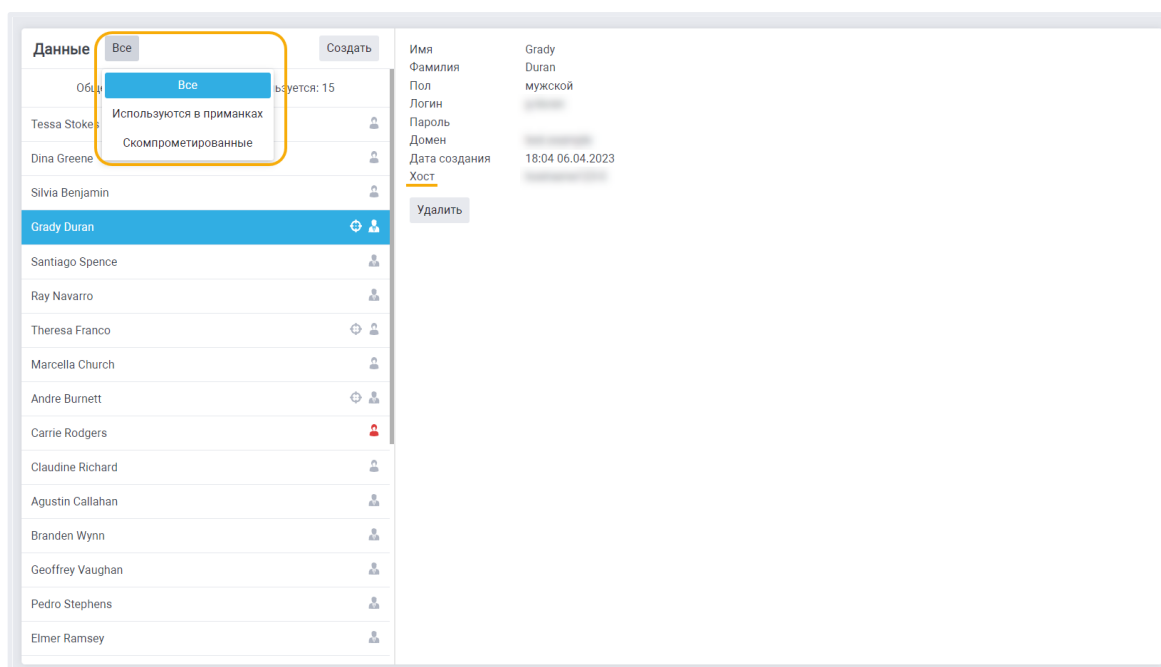 Данные Все Создать
Все
Используются в приманках
Скомпрометированные
Tessa Stokes
Dina Greene
Silvia Benjamin
Grady Duran
Santiago Spence
Ray Navarro
Theresa Franco
Marcella Church
Andre Burnett
Carrie Rodgers
Claudine Richard
Agustin Callahan
Branden Wynn
Geoffrey Vaughan
Pedro Stephens
Elmer Ramsey
Имя Grady
Фамилия Duran
Пол мужской
Логин
Пароль
Домен
Дата создания 18:04 06.04.2023
Хост
Удалить